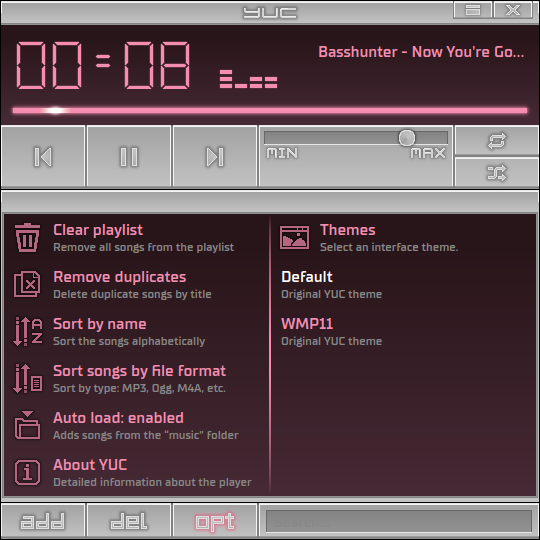 YUC
00:08
Basshunter - Now You're Go...
MIN
MAX
Clear playlist
Remove all songs from the playlist
Remove duplicates
Delete duplicate songs by title
Sort by name
Sort the songs alphabetically
Sort songs by file format
Sort by type: MP3, Ogg, M4A, etc.
Auto load: enabled
Adds songs from the "music" folder
About YUC
Detailed information about the player
Themes
Select an interface theme.
Default
Original YUC theme
WMP11
Original YUC theme
add
del
opt